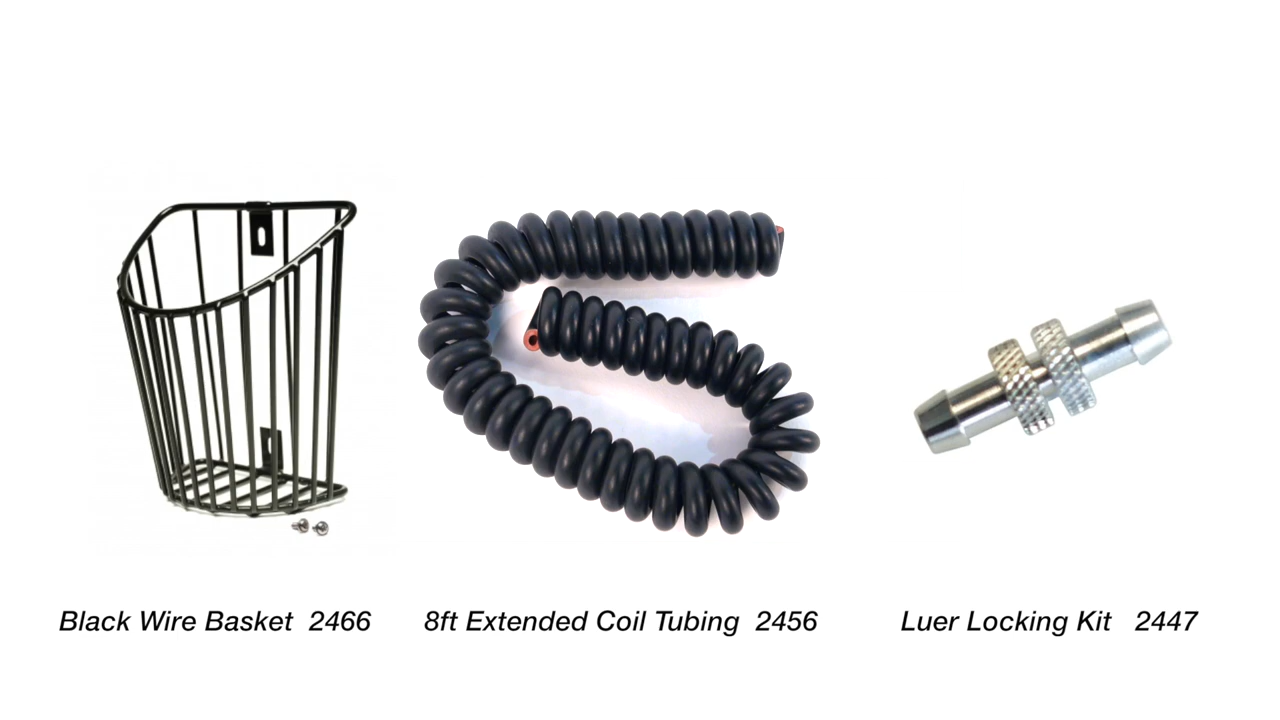 Black Wire Basket  2466
8ft Extended Coil Tubing  2456
Luer Locking Kit   2447